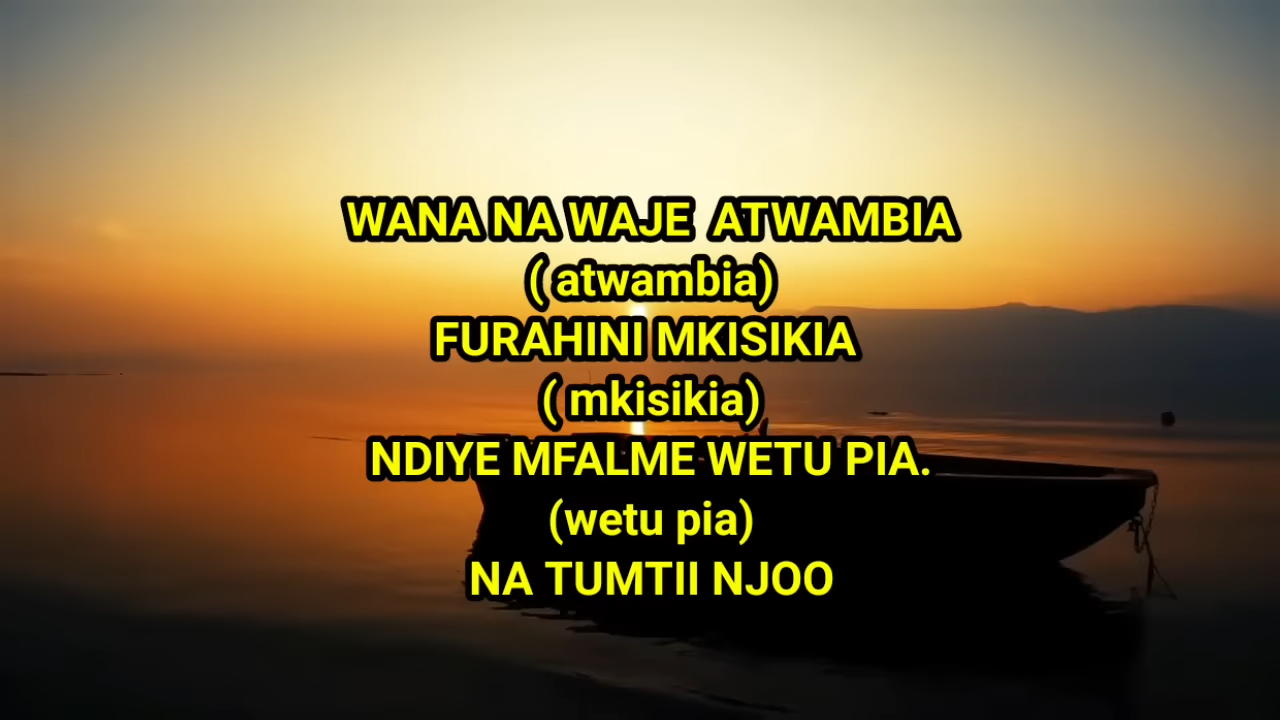 WANA NA WAJE ATWAMBIA
( atwambia)
FURAHINI MKISIKIA
( mkisikia)
NDIYE MFALME WETU PIA.
(wetu pia)
NA TUMTII NJOO